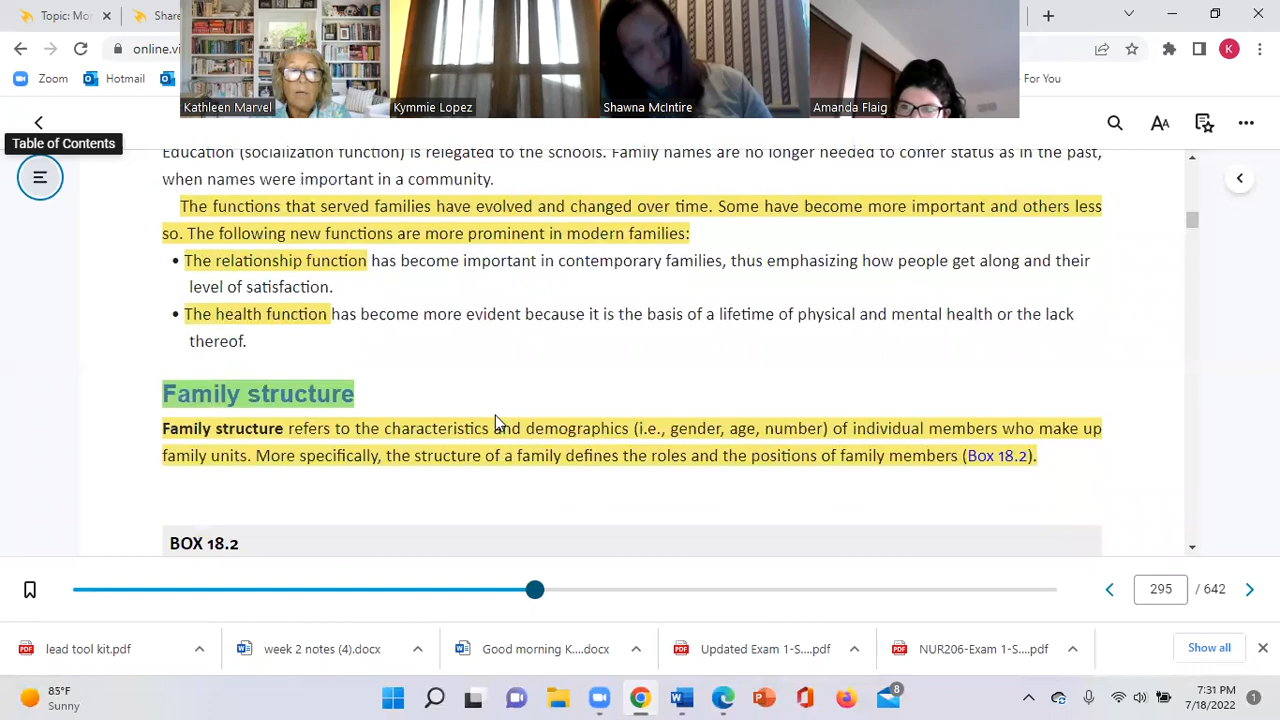 Topic: Mo
Share
online.vi
Zoom
Hotmail
For You
K
Kathleen Marvel
Kymmie Lopez
Shawna McIntire
Amanda Flaig
Table of Contents
AA
Education (socialization function) is relegated to the schools. Family names are no longer needed to confer status as in the past,
when names were important in a community.
The functions that served families have evolved and changed over time. Some have become more important and others less
so. The following new functions are more prominent in modern families:
• The relationship function has become important in contemporary families, thus emphasizing how people get along and their
level of satisfaction.
• The health function has become more evident because it is the basis of a lifetime of physical and mental health or the lack
thereof.
Family structure
Family structure refers to the characteristics and demographics (i.e., gender, age, number) of individual members who make up
family units. More specifically, the structure of a family defines the roles and the positions of family members (Box 18.2).
BOX 18.2
295 / 642
lead tool kit.pdf
week 2 notes (4).docx
Good morning K....docx
Updated Exam 1-S....pdf
NUR206-Exam 1-S....pdf
Show all
85°F
Sunny
8
7:31 PM
7/18/2022
1